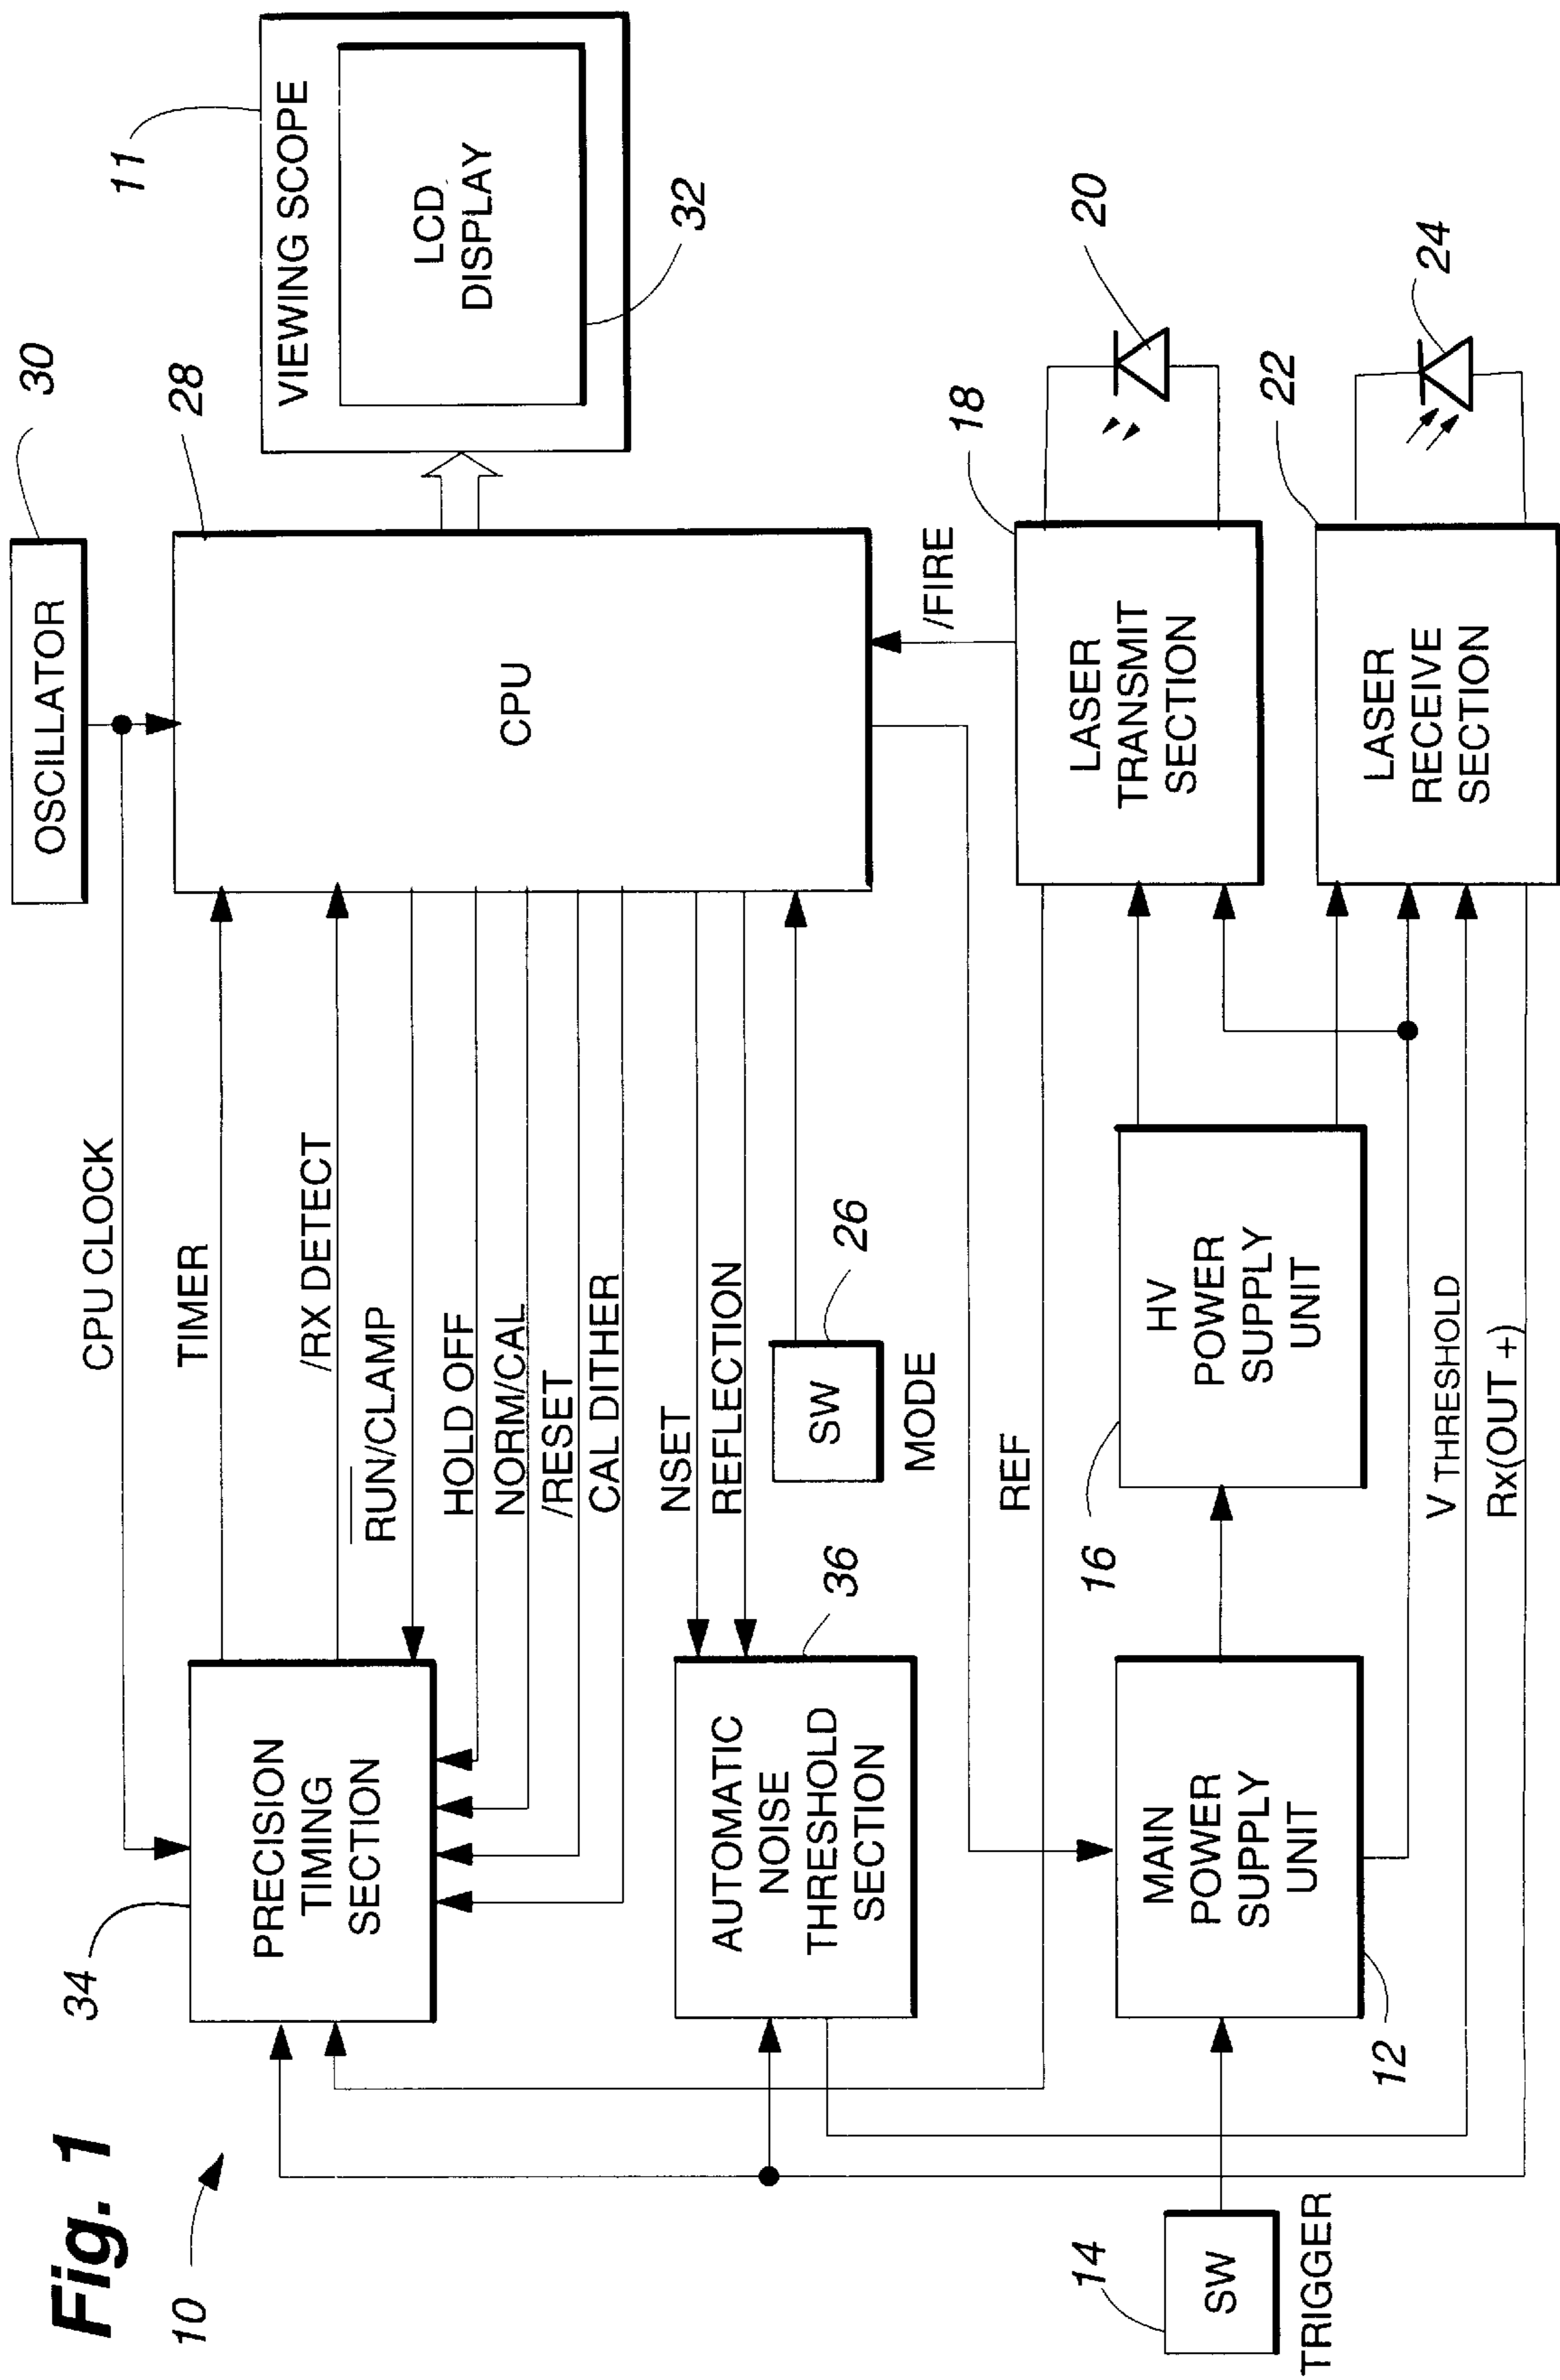 Fig. 1
10
34
PRECISION
TIMING
SECTION
CPU CLOCK
TIMER
/RX DETECT
RUN/CLAMP
HOLD OFF
NORM/CAL
/RESET
CAL DITHER
OSCILLATOR
30
28
CPU
11
VIEWING SCOPE
LCD
DISPLAY
32
AUTOMATIC
NOISE
THRESHOLD
SECTION
36
NSET
REFLECTION
SW
26
MODE
/FIRE
REF
14
SW
TRIGGER
MAIN
POWER
SUPPLY
UNIT
12
16
HV
POWER
SUPPLY
UNIT
18
LASER
TRANSMIT
SECTION
20
V THRESHOLD
Rx(OUT +)
LASER
RECEIVE
SECTION
22
24